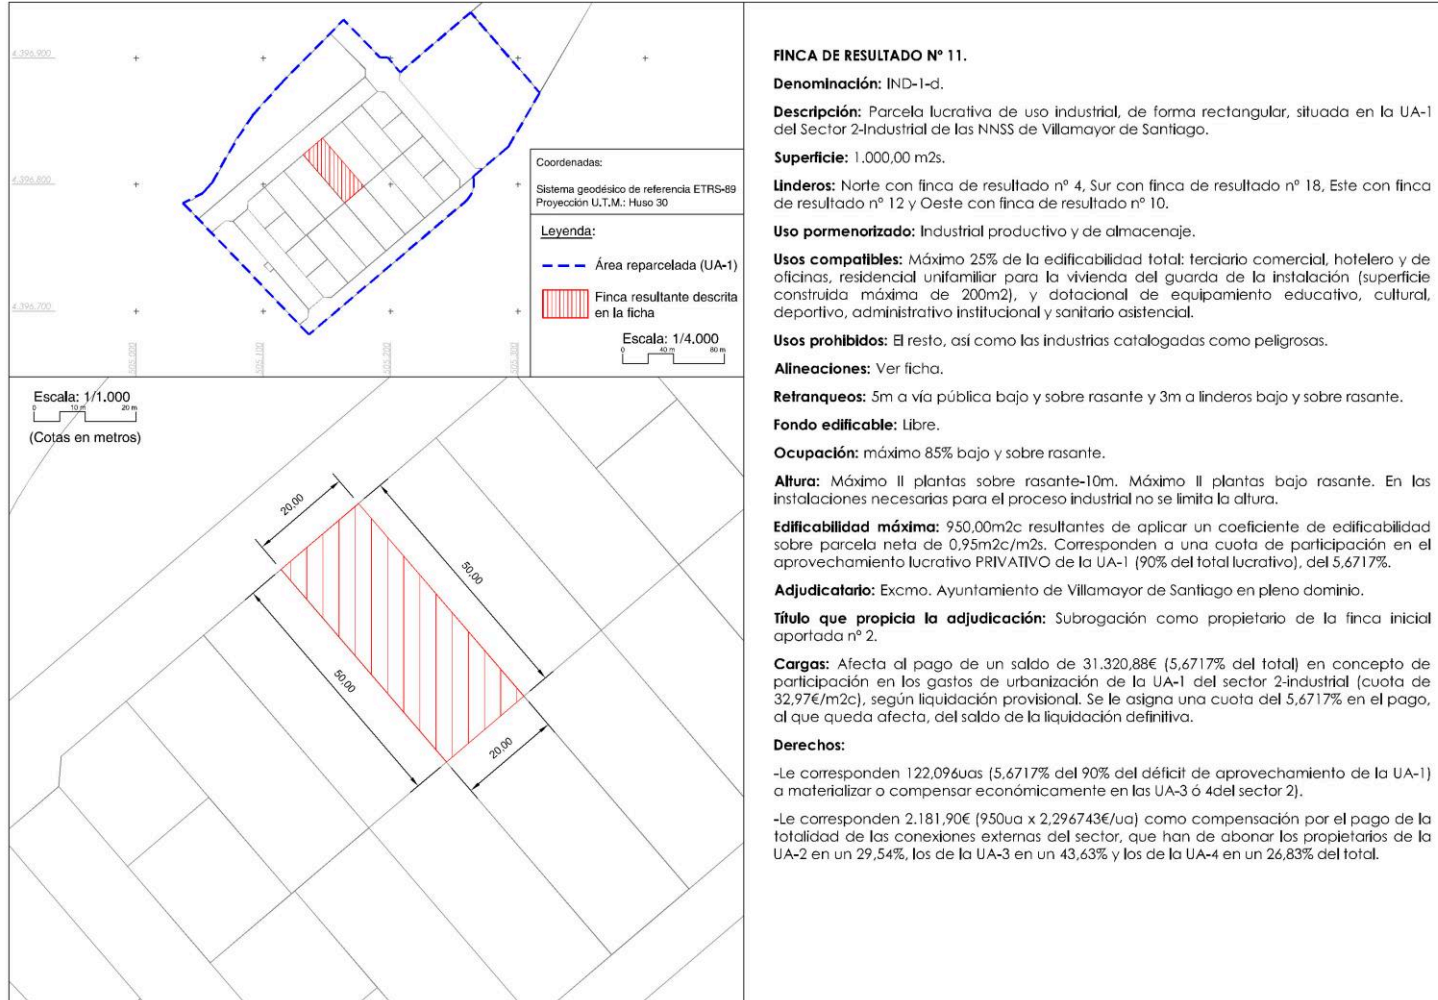 4.396.900
4.396.800
4.396.700
505.000
505.100
505.200
505.300
Coordenadas:
Sistema geodésico de referencia ETRS-89
Proyección U.T.M.: Huso 30
Leyenda:
Área reparcelada (UA-1)
Finca resultante descrita
en la ficha
Escala: 1/4.000
0 40 m 80 m
Escala: 1/1.000
0 10 m 20 m
(Cotas en metros)
20,00
50,00
50,00
20,00
FINCA DE RESULTADO Nº 11.
Denominación: IND-1-d.
Descripción: Parcela lucrativa de uso industrial, de forma rectangular, situada en la UA-1
del Sector 2-Industrial de las NNSS de Villamayor de Santiago.
Superficie: 1.000,00 m2s.
Linderos: Norte con finca de resultado nº 4, Sur con finca de resultado nº 18, Este con finca
de resultado nº 12 y Oeste con finca de resultado nº 10.
Uso pormenorizado: Industrial productivo y de almacenaje.
Usos compatibles: Máximo 25% de la edificabilidad total: terciario comercial, hotelero y de
oficinas, residencial unifamiliar para la vivienda del guarda de la instalación (superficie
construida máxima de 200m2), y dotacional de equipamiento educativo, cultural,
deportivo, administrativo institucional y sanitario asistencial.
Usos prohibidos: El resto, así como las industrias catalogadas como peligrosas.
Alineaciones: Ver ficha.
Retranqueos: 5m a vía pública bajo y sobre rasante y 3m a linderos bajo y sobre rasante.
Fondo edificable: Libre.
Ocupación: máximo 85% bajo y sobre rasante.
Altura: Máximo II plantas sobre rasante-10m. Máximo II plantas bajo rasante. En las
instalaciones necesarias para el proceso industrial no se limita la altura.
Edificabilidad máxima: 950,00m2c resultantes de aplicar un coeficiente de edificabilidad
sobre parcela neta de 0,95m2c/m2s. Corresponden a una cuota de participación en el
aprovechamiento lucrativo PRIVATIVO de la UA-1 (90% del total lucrativo), del 5,6717%.
Adjudicatario: Excmo. Ayuntamiento de Villamayor de Santiago en pleno dominio.
Título que propicia la adjudicación: Subrogación como propietario de la finca inicial
aportada nº 2.
Cargas: Afecta al pago de un saldo de 31.320,88€ (5,6717% del total) en concepto de
participación en los gastos de urbanización de la UA-1 del sector 2-industrial (cuota de
32,97€/m2c), según liquidación provisional. Se le asigna una cuota del 5,6717% en el pago,
al que queda afecta, del saldo de la liquidación definitiva.
Derechos:
-Le corresponden 122,096uas (5,6717% del 90% del déficit de aprovechamiento de la UA-1)
a materializar o compensar económicamente en las UA-3 ó 4del sector 2).
-Le corresponden 2.181,90€ (950ua x 2,296743€/ua) como compensación por el pago de la
totalidad de las conexiones externas del sector, que han de abonar los propietarios de la
UA-2 en un 29,54%, los de la UA-3 en un 43,63% y los de la UA-4 en un 26,83% del total.